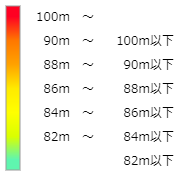 100m ～
90m ～ 100m以下
88m ～ 90m以下
86m ～ 88m以下
84m ～ 86m以下
82m ～ 84m以下
82m以下